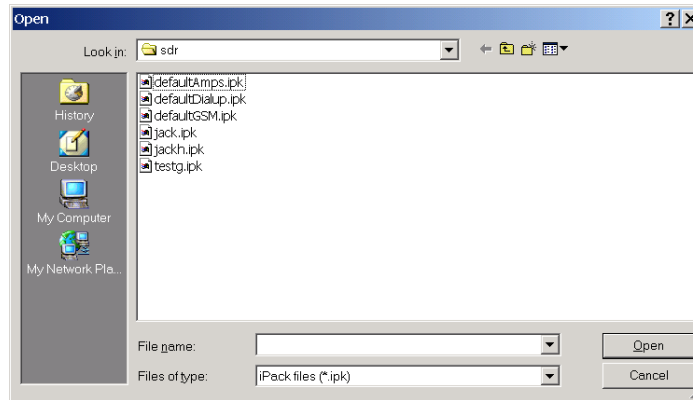 Open
Look in: sdr
defaultAmps.ipk
defaultDialup.ipk
defaultGSM.ipk
jack.ipk
jackh.ipk
testg.ipk
History
Desktop
My Computer
My Network Pla...
File name:
Open
Files of type: iPack files (*.ipk)
Cancel